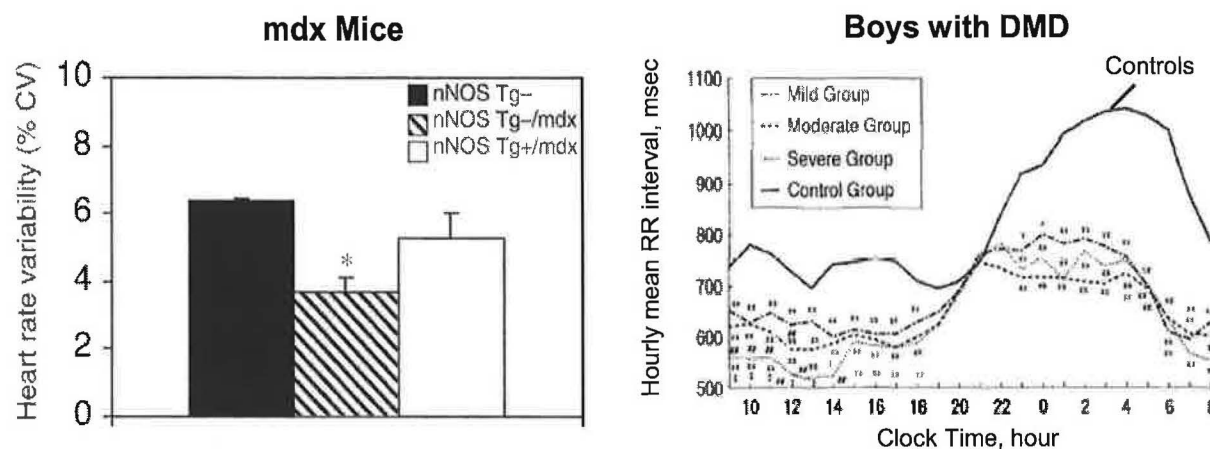 mdx Mice
Heart rate variability (% CV)
10
8
6
4
2
0
nNOS Tg–
nNOS Tg–/mdx
nNOS Tg+/mdx
*
Boys with DMD
Controls
Hourly mean RR interval, msec
1100
1000
900
800
700
600
500
Mild Group
Moderate Group
Severe Group
Control Group
10 12 14 16 18 20 22 0 2 4 6 8
Clock Time, hour